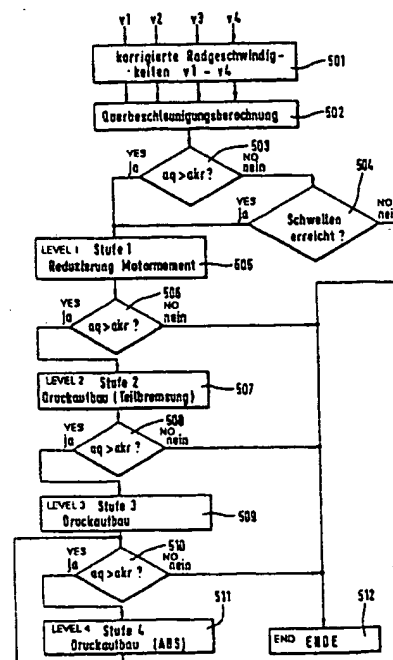 v1 v2 v3 v4
korrigierte Radgeschwindig-
keiten v1 - v4
501
Querbeschleunigungsberechnung
502
503
YES
ja
aq>akr?
NO
nein
504
YES
ja
Schwellen
erreicht ?
NO
nein
LEVEL 1 Stufe 1
Reduzierung Motormement
505
506
YES
ja
aq>akr?
NO
nein
LEVEL 2 Stufe 2
Druckaufbau (Teilbremsung)
507
508
YES
ja
aq>akr?
NO
nein
LEVEL 3 Stufe 3
Druckaufbau
509
510
YES
ja
aq>akr?
NO
nein
511
LEVEL 4 Stufe 4
Druckaufbau (ABS)
512
END ENDE